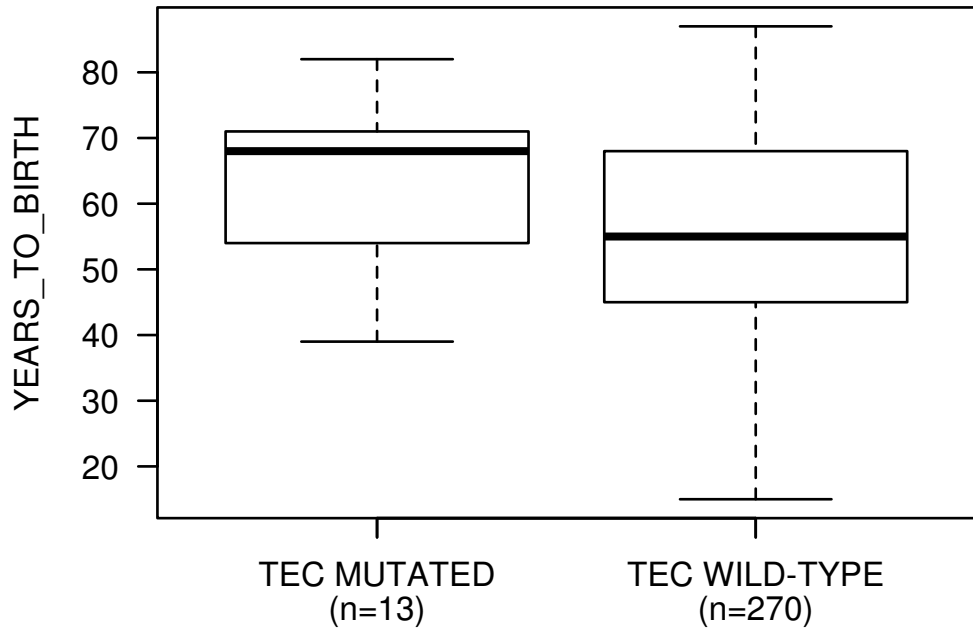 YEARS_TO_BIRTH
80
70
60
50
40
30
20
TEC MUTATED
(n=13)
TEC WILD-TYPE
(n=270)